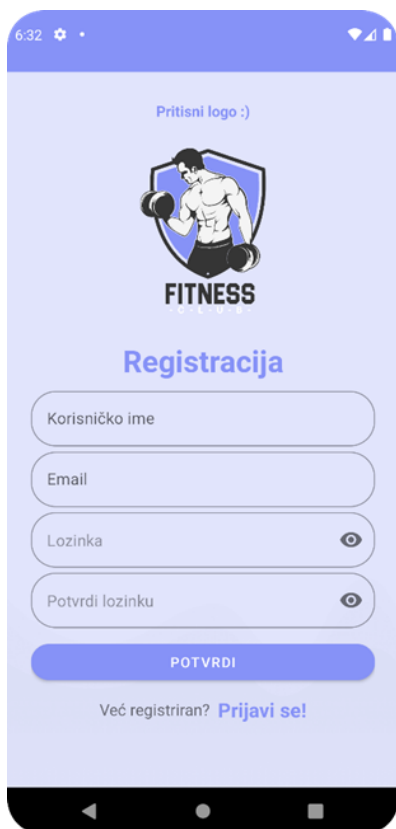 6:32
Pritisni logo :)
FITNESS
·C·L·U·B·
Registracija
Korisničko ime
Email
Lozinka
Potvrdi lozinku
POTVRDI
Već registriran? Prijavi se!